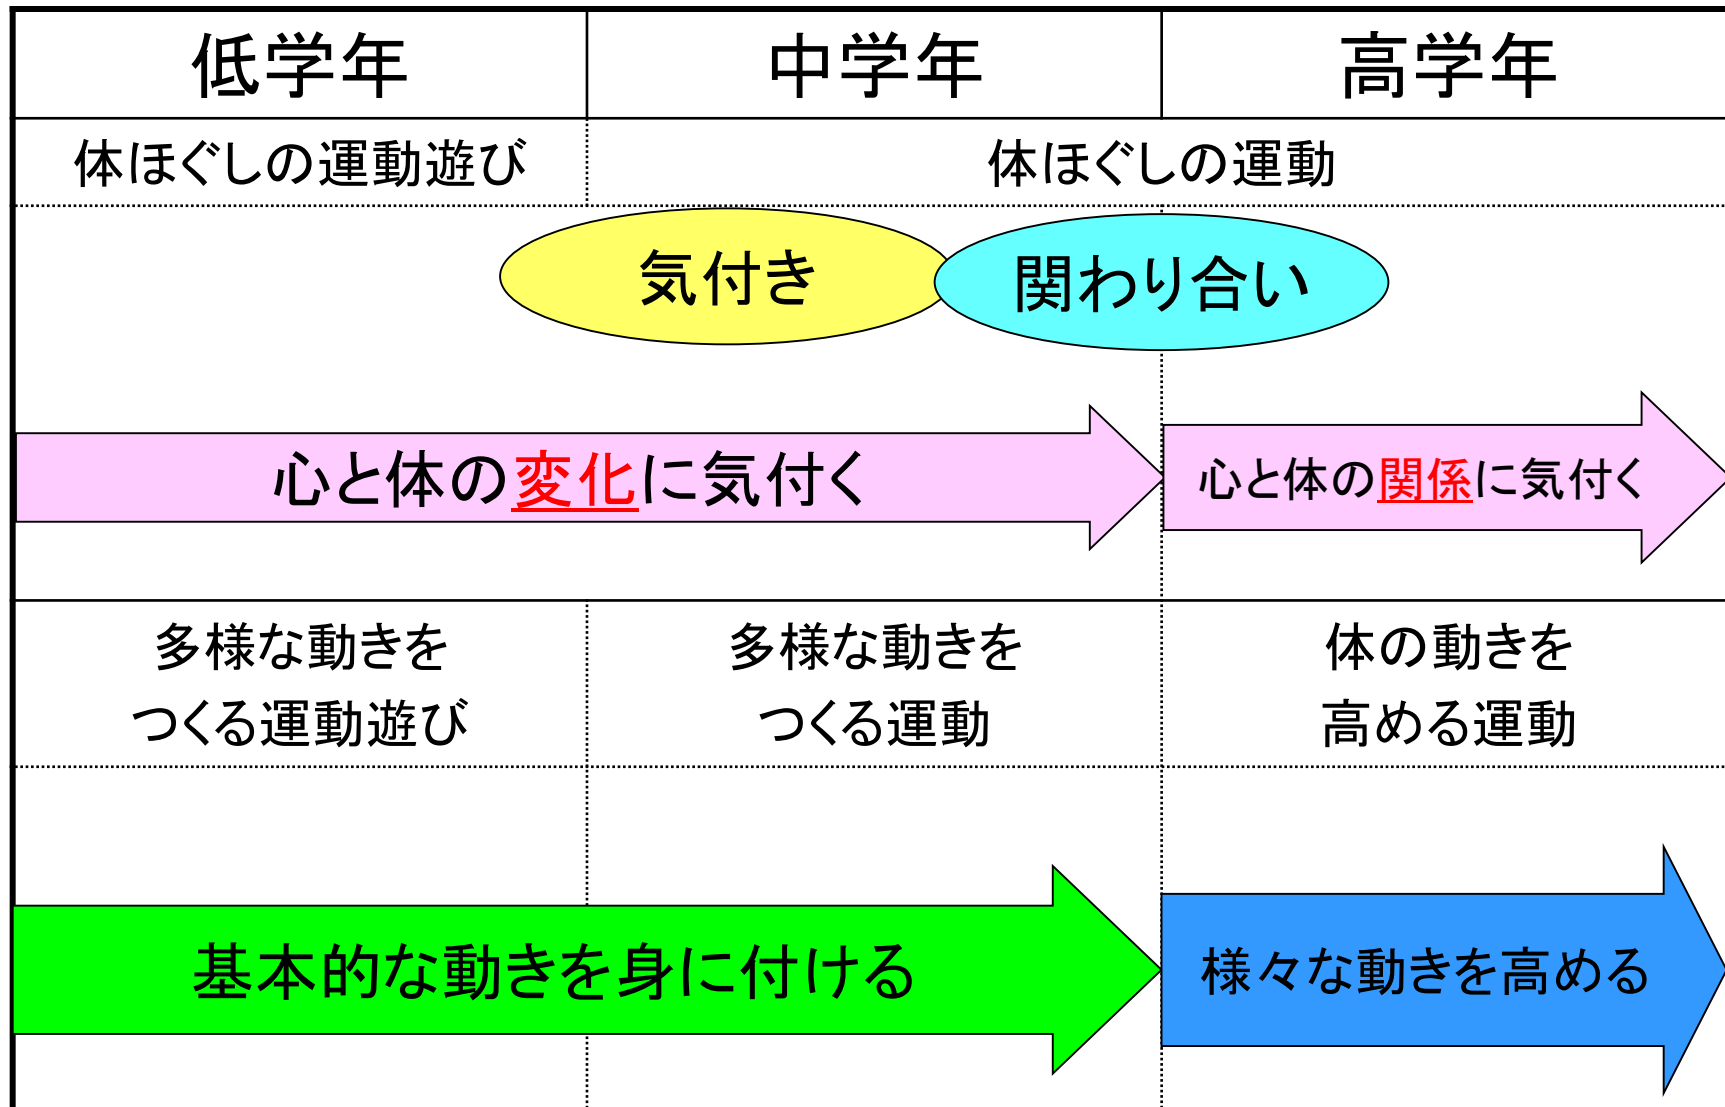 低学年
中学年
高学年
体ほぐしの運動遊び
体ほぐしの運動
気付き
関わり合い
心と体の変化に気付く
心と体の関係に気付く
多様な動きを
つくる運動遊び
多様な動きを
つくる運動
体の動きを
高める運動
基本的な動きを身に付ける
様々な動きを高める